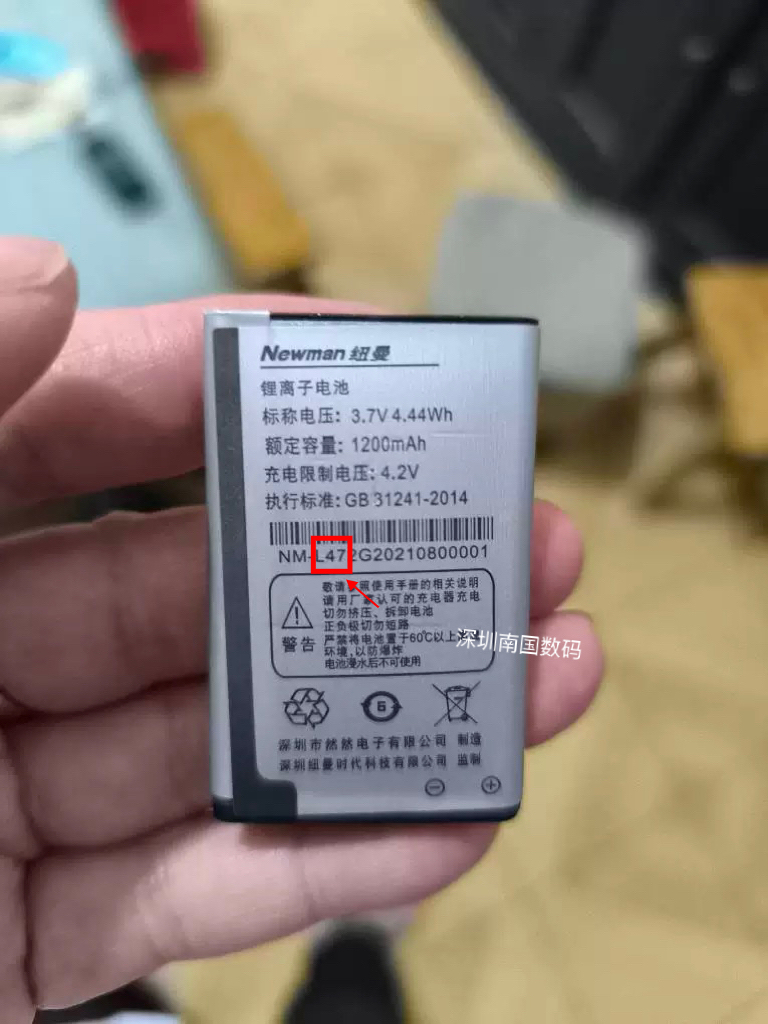 Newman 纽曼
锂离子电池
标称电压: 3.7V 4.44Wh
额定容量: 1200mAh
充电限制电压: 4.2V
执行标准: GB 31241-2014
NM-L472G20210800001
敬请 照使用手册的相关说明
请用厂家认可的充电器充电
切勿挤压、拆卸电池
正负极切勿短路
严禁将电池置于60℃以上
环境,以防爆炸
电池浸水后不可使用
警告
深圳南国数码
6
深圳市然然电子有限公司 制造
深圳纽曼时代科技有限公司 监制